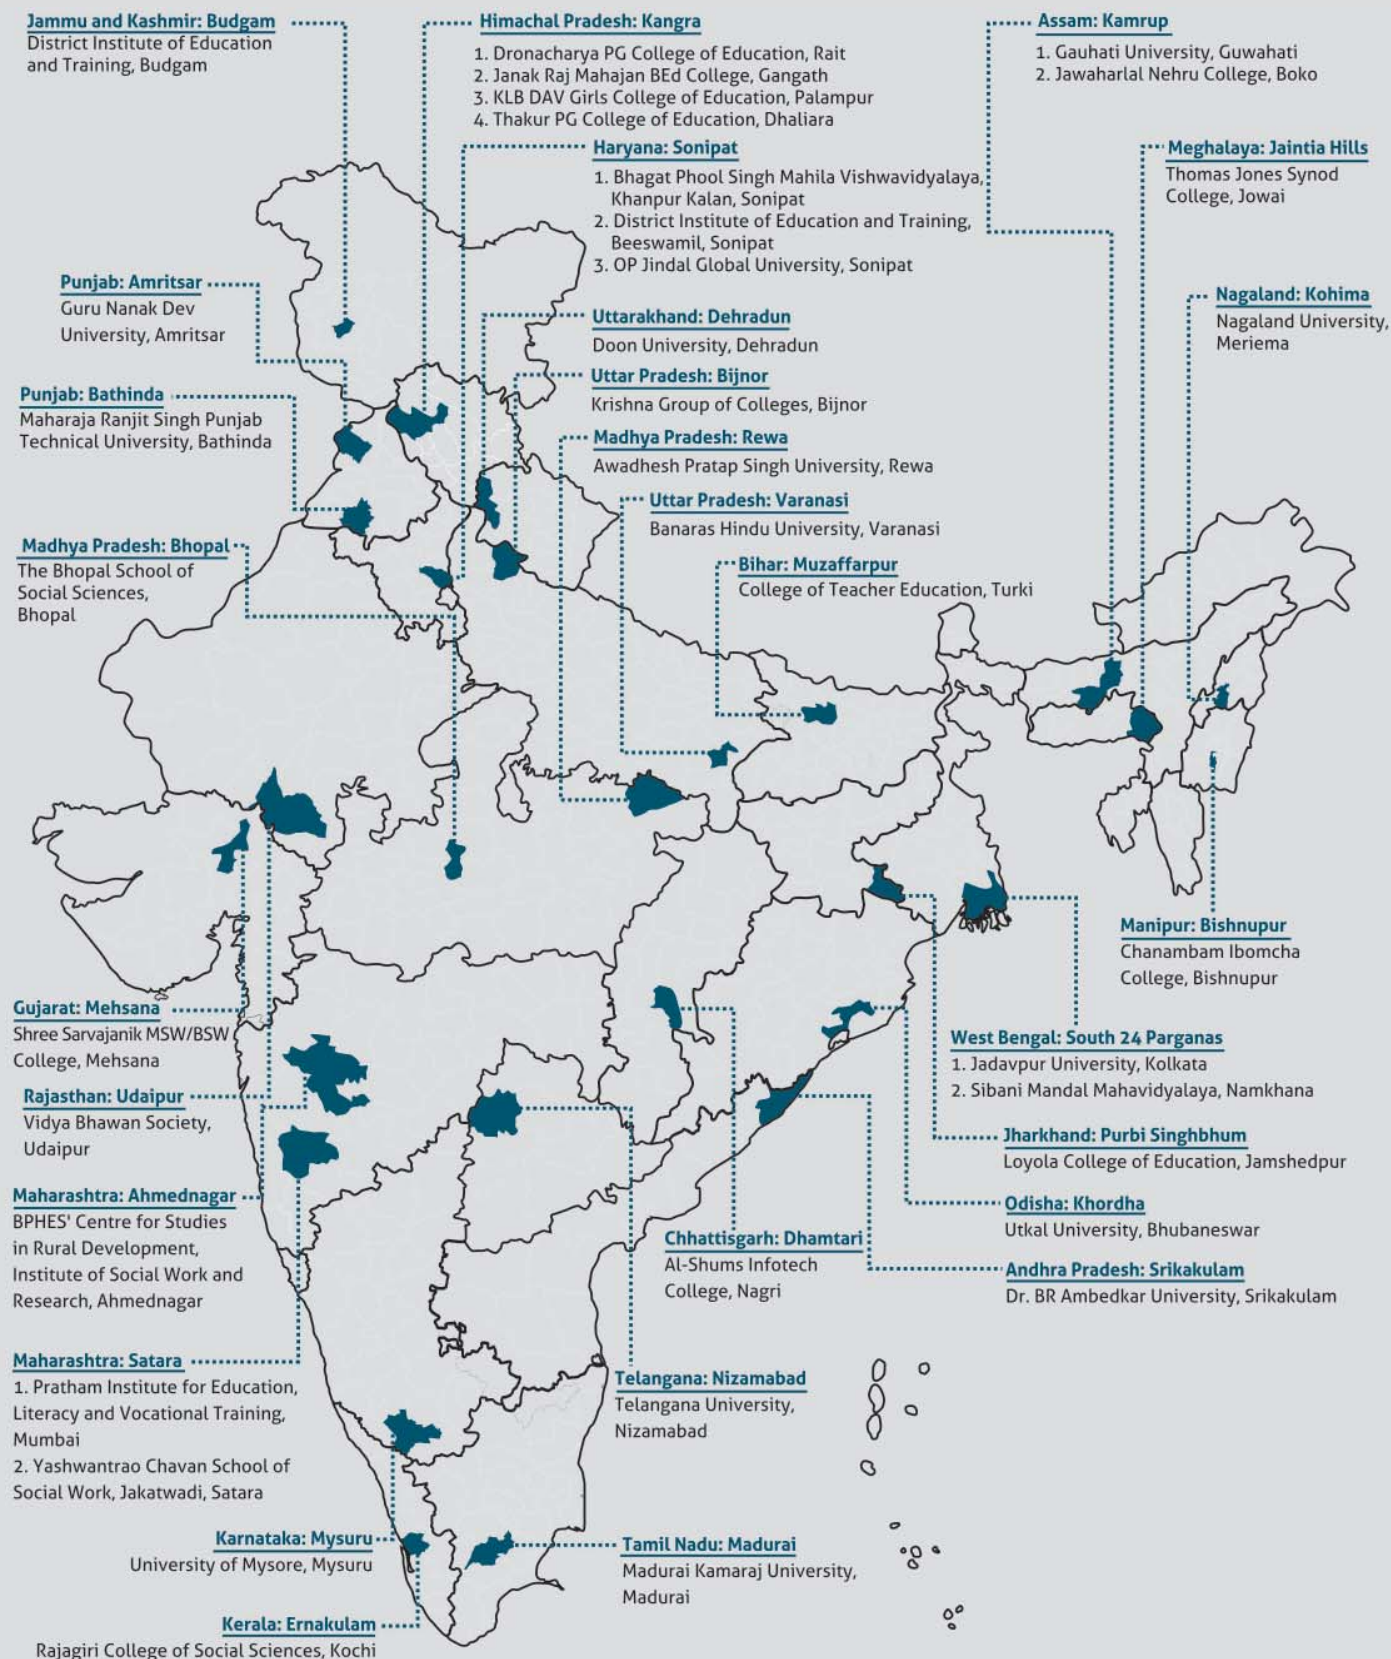 Jammu and Kashmir: Budgam
District Institute of Education
and Training, Budgam
Himachal Pradesh: Kangra
1. Dronacharya PG College of Education, Rait
2. Janak Raj Mahajan BEd College, Gangath
3. KLB DAV Girls College of Education, Palampur
4. Thakur PG College of Education, Dhaliara
Assam: Kamrup
1. Gauhati University, Guwahati
2. Jawaharlal Nehru College, Boko
Haryana: Sonipat
1. Bhagat Phool Singh Mahila Vishwavidyalaya,
Khanpur Kalan, Sonipat
2. District Institute of Education and Training,
Beeswamil, Sonipat
3. OP Jindal Global University, Sonipat
Meghalaya: Jaintia Hills
Thomas Jones Synod
College, Jowai
Punjab: Amritsar
Guru Nanak Dev
University, Amritsar
Uttarakhand: Dehradun
Doon University, Dehradun
Nagaland: Kohima
Nagaland University,
Meriema
Punjab: Bathinda
Maharaja Ranjit Singh Punjab
Technical University, Bathinda
Uttar Pradesh: Bijnor
Krishna Group of Colleges, Bijnor
Madhya Pradesh: Rewa
Awadhesh Pratap Singh University, Rewa
Uttar Pradesh: Varanasi
Banaras Hindu University, Varanasi
Madhya Pradesh: Bhopal
The Bhopal School of
Social Sciences,
Bhopal
Bihar: Muzaffarpur
College of Teacher Education, Turki
Manipur: Bishnupur
Chanambam Ibomcha
College, Bishnupur
Gujarat: Mehsana
Shree Sarvajanik MSW/BSW
College, Mehsana
West Bengal: South 24 Parganas
1. Jadavpur University, Kolkata
2. Sibani Mandal Mahavidyalaya, Namkhana
Rajasthan: Udaipur
Vidya Bhawan Society,
Udaipur
Jharkhand: Purbi Singhbhum
Loyola College of Education, Jamshedpur
Maharashtra: Ahmednagar
BPHES' Centre for Studies
in Rural Development,
Institute of Social Work and
Research, Ahmednagar
Odisha: Khordha
Utkal University, Bhubaneswar
Chhattisgarh: Dhamtari
Al-Shums Infotech
College, Nagri
Andhra Pradesh: Srikakulam
Dr. BR Ambedkar University, Srikakulam
Maharashtra: Satara
1. Pratham Institute for Education,
Literacy and Vocational Training,
Mumbai
2. Yashwantrao Chavan School of
Social Work, Jakatwadi, Satara
Telangana: Nizamabad
Telangana University,
Nizamabad
Karnataka: Mysuru
University of Mysore, Mysuru
Tamil Nadu: Madurai
Madurai Kamaraj University,
Madurai
Kerala: Ernakulam
Rajagiri College of Social Sciences, Kochi